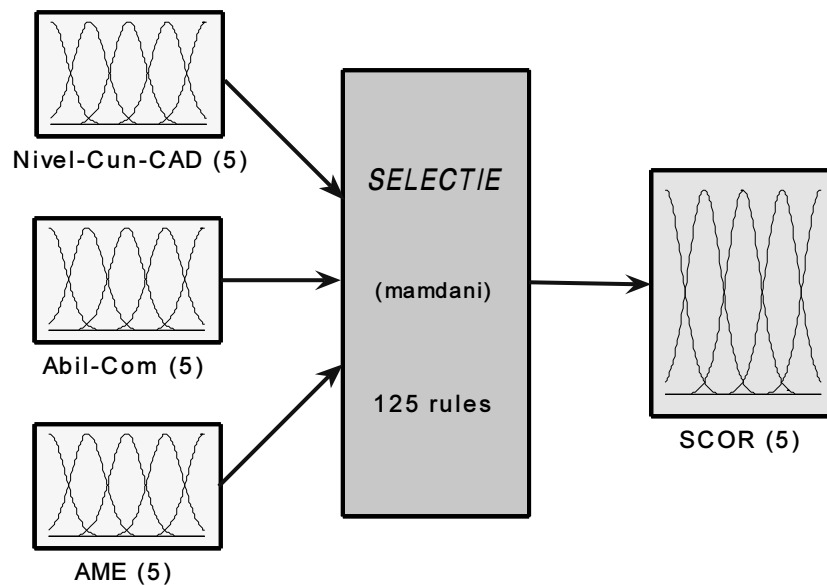 Nivel-Cun-CAD (5)
Abil-Com (5)
AME (5)
SELECTIE
(mamdani)
125 rules
SCOR (5)